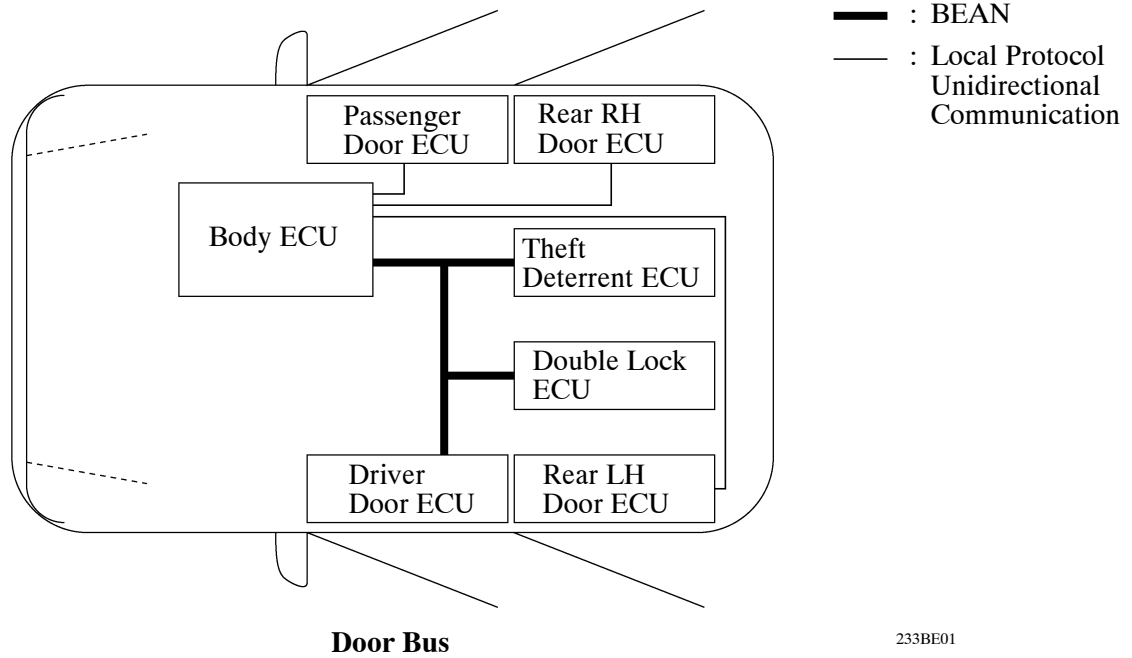 : BEAN
: Local Protocol
Unidirectional
Communication
Passenger
Door ECU
Rear RH
Door ECU
Body ECU
Theft
Deterrent ECU
Double Lock
ECU
Driver
Door ECU
Rear LH
Door ECU
Door Bus
233BE01